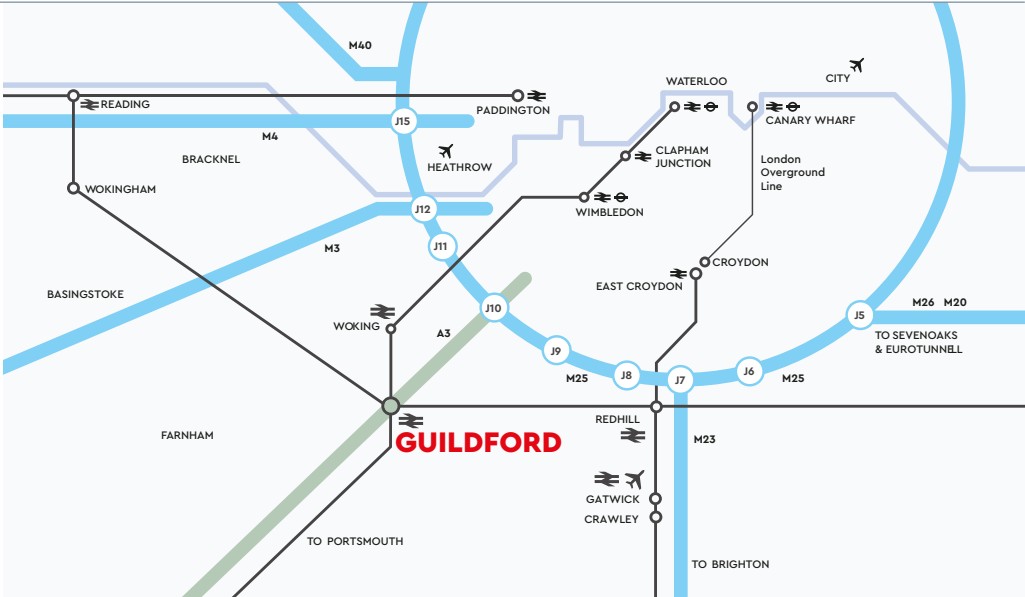 M40
WATERLOO
CITY
READING
PADDINGTON
CANARY WHARF
J15
M4
BRACKNEL
HEATHROW
CLAPHAM
JUNCTION
London
Overground
Line
WOKINGHAM
J12
WIMBLEDON
J11
M3
CROYDON
EAST CROYDON
BASINGSTOKE
J10
M26 M20
J5
WOKING
A3
TO SEVENOAKS
& EUROTUNNELL
J9
M25
J8
J7
J6
M25
REDHILL
FARNHAM
GUILDFORD
M23
GATWICK
CRAWLEY
TO PORTSMOUTH
TO BRIGHTON